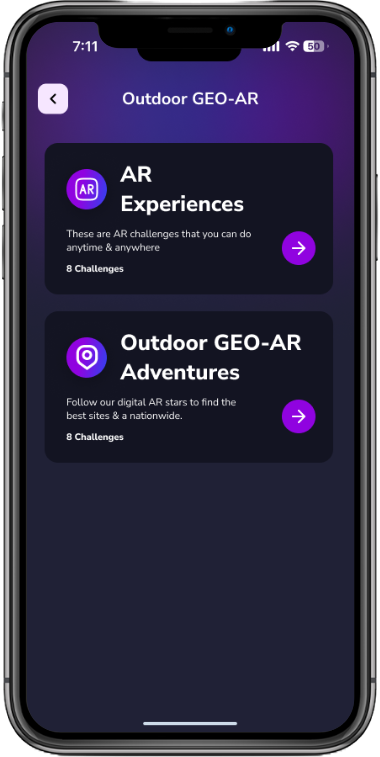 7:11
50
Outdoor GEO-AR
AR
AR
Experiences
These are AR challenges that you can do
anytime & anywhere
8 Challenges
Outdoor GEO-AR
Adventures
Follow our digital AR stars to find the
best sites & a nationwide.
8 Challenges